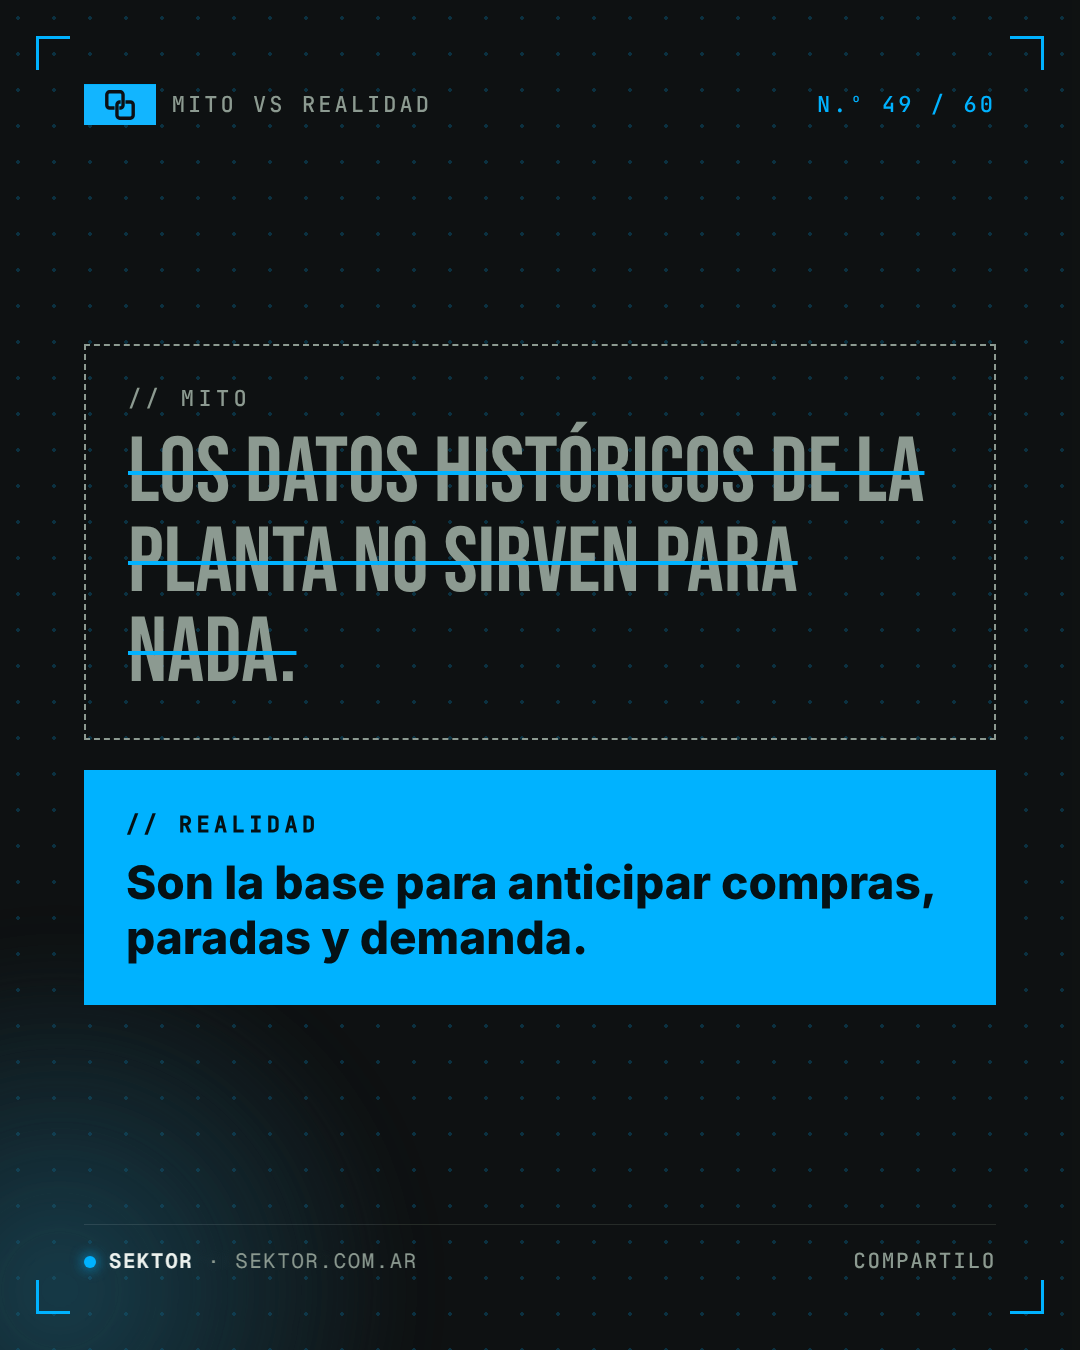 MITO VS REALIDAD
N.º 49 / 60
// MITO
LOS DATOS HISTÓRICOS DE LA
PLANTA NO SIRVEN PARA
NADA.
// REALIDAD
Son la base para anticipar compras,
paradas y demanda.
SEKTOR · SEKTOR.COM.AR
COMPARTILO